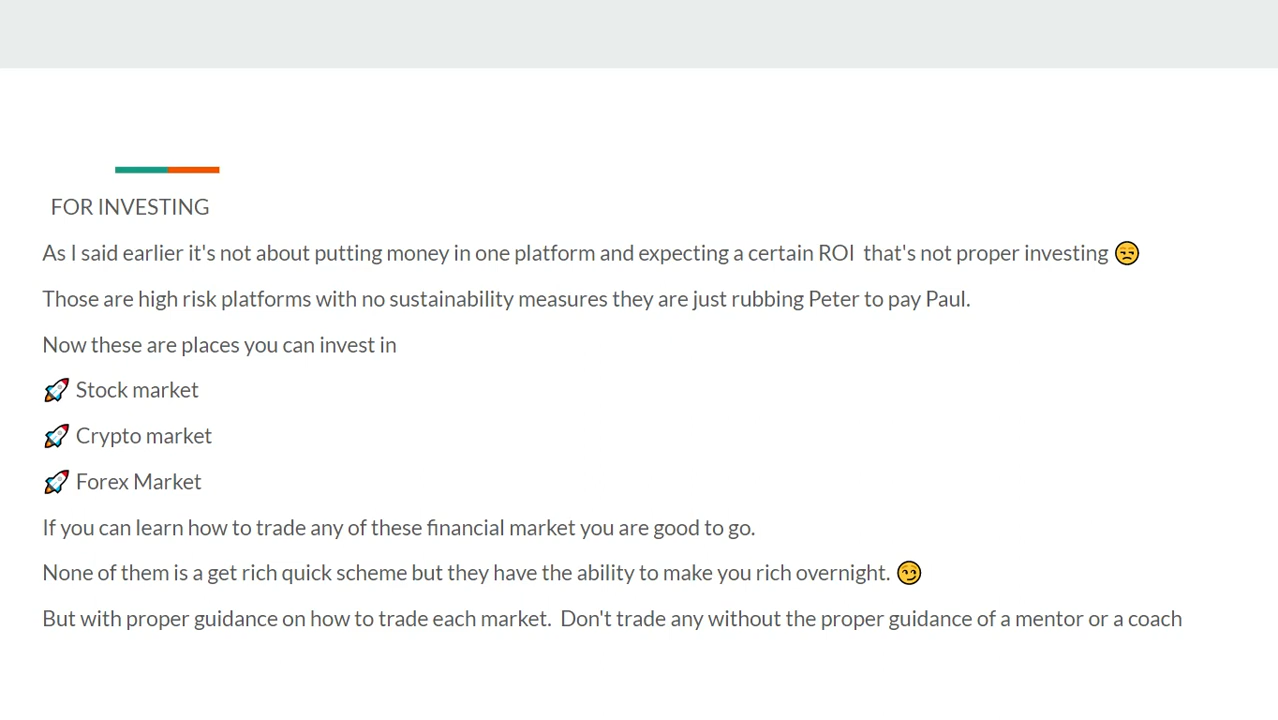 FOR INVESTING
As I said earlier it's not about putting money in one platform and expecting a certain ROI  that's not proper investing 😒
Those are high risk platforms with no sustainability measures they are just rubbing Peter to pay Paul.
Now these are places you can invest in
🚀 Stock market
🚀 Crypto market
🚀 Forex Market
If you can learn how to trade any of these financial market you are good to go.
None of them is a get rich quick scheme but they have the ability to make you rich overnight. 😏
But with proper guidance on how to trade each market.  Don't trade any without the proper guidance of a mentor or a coach